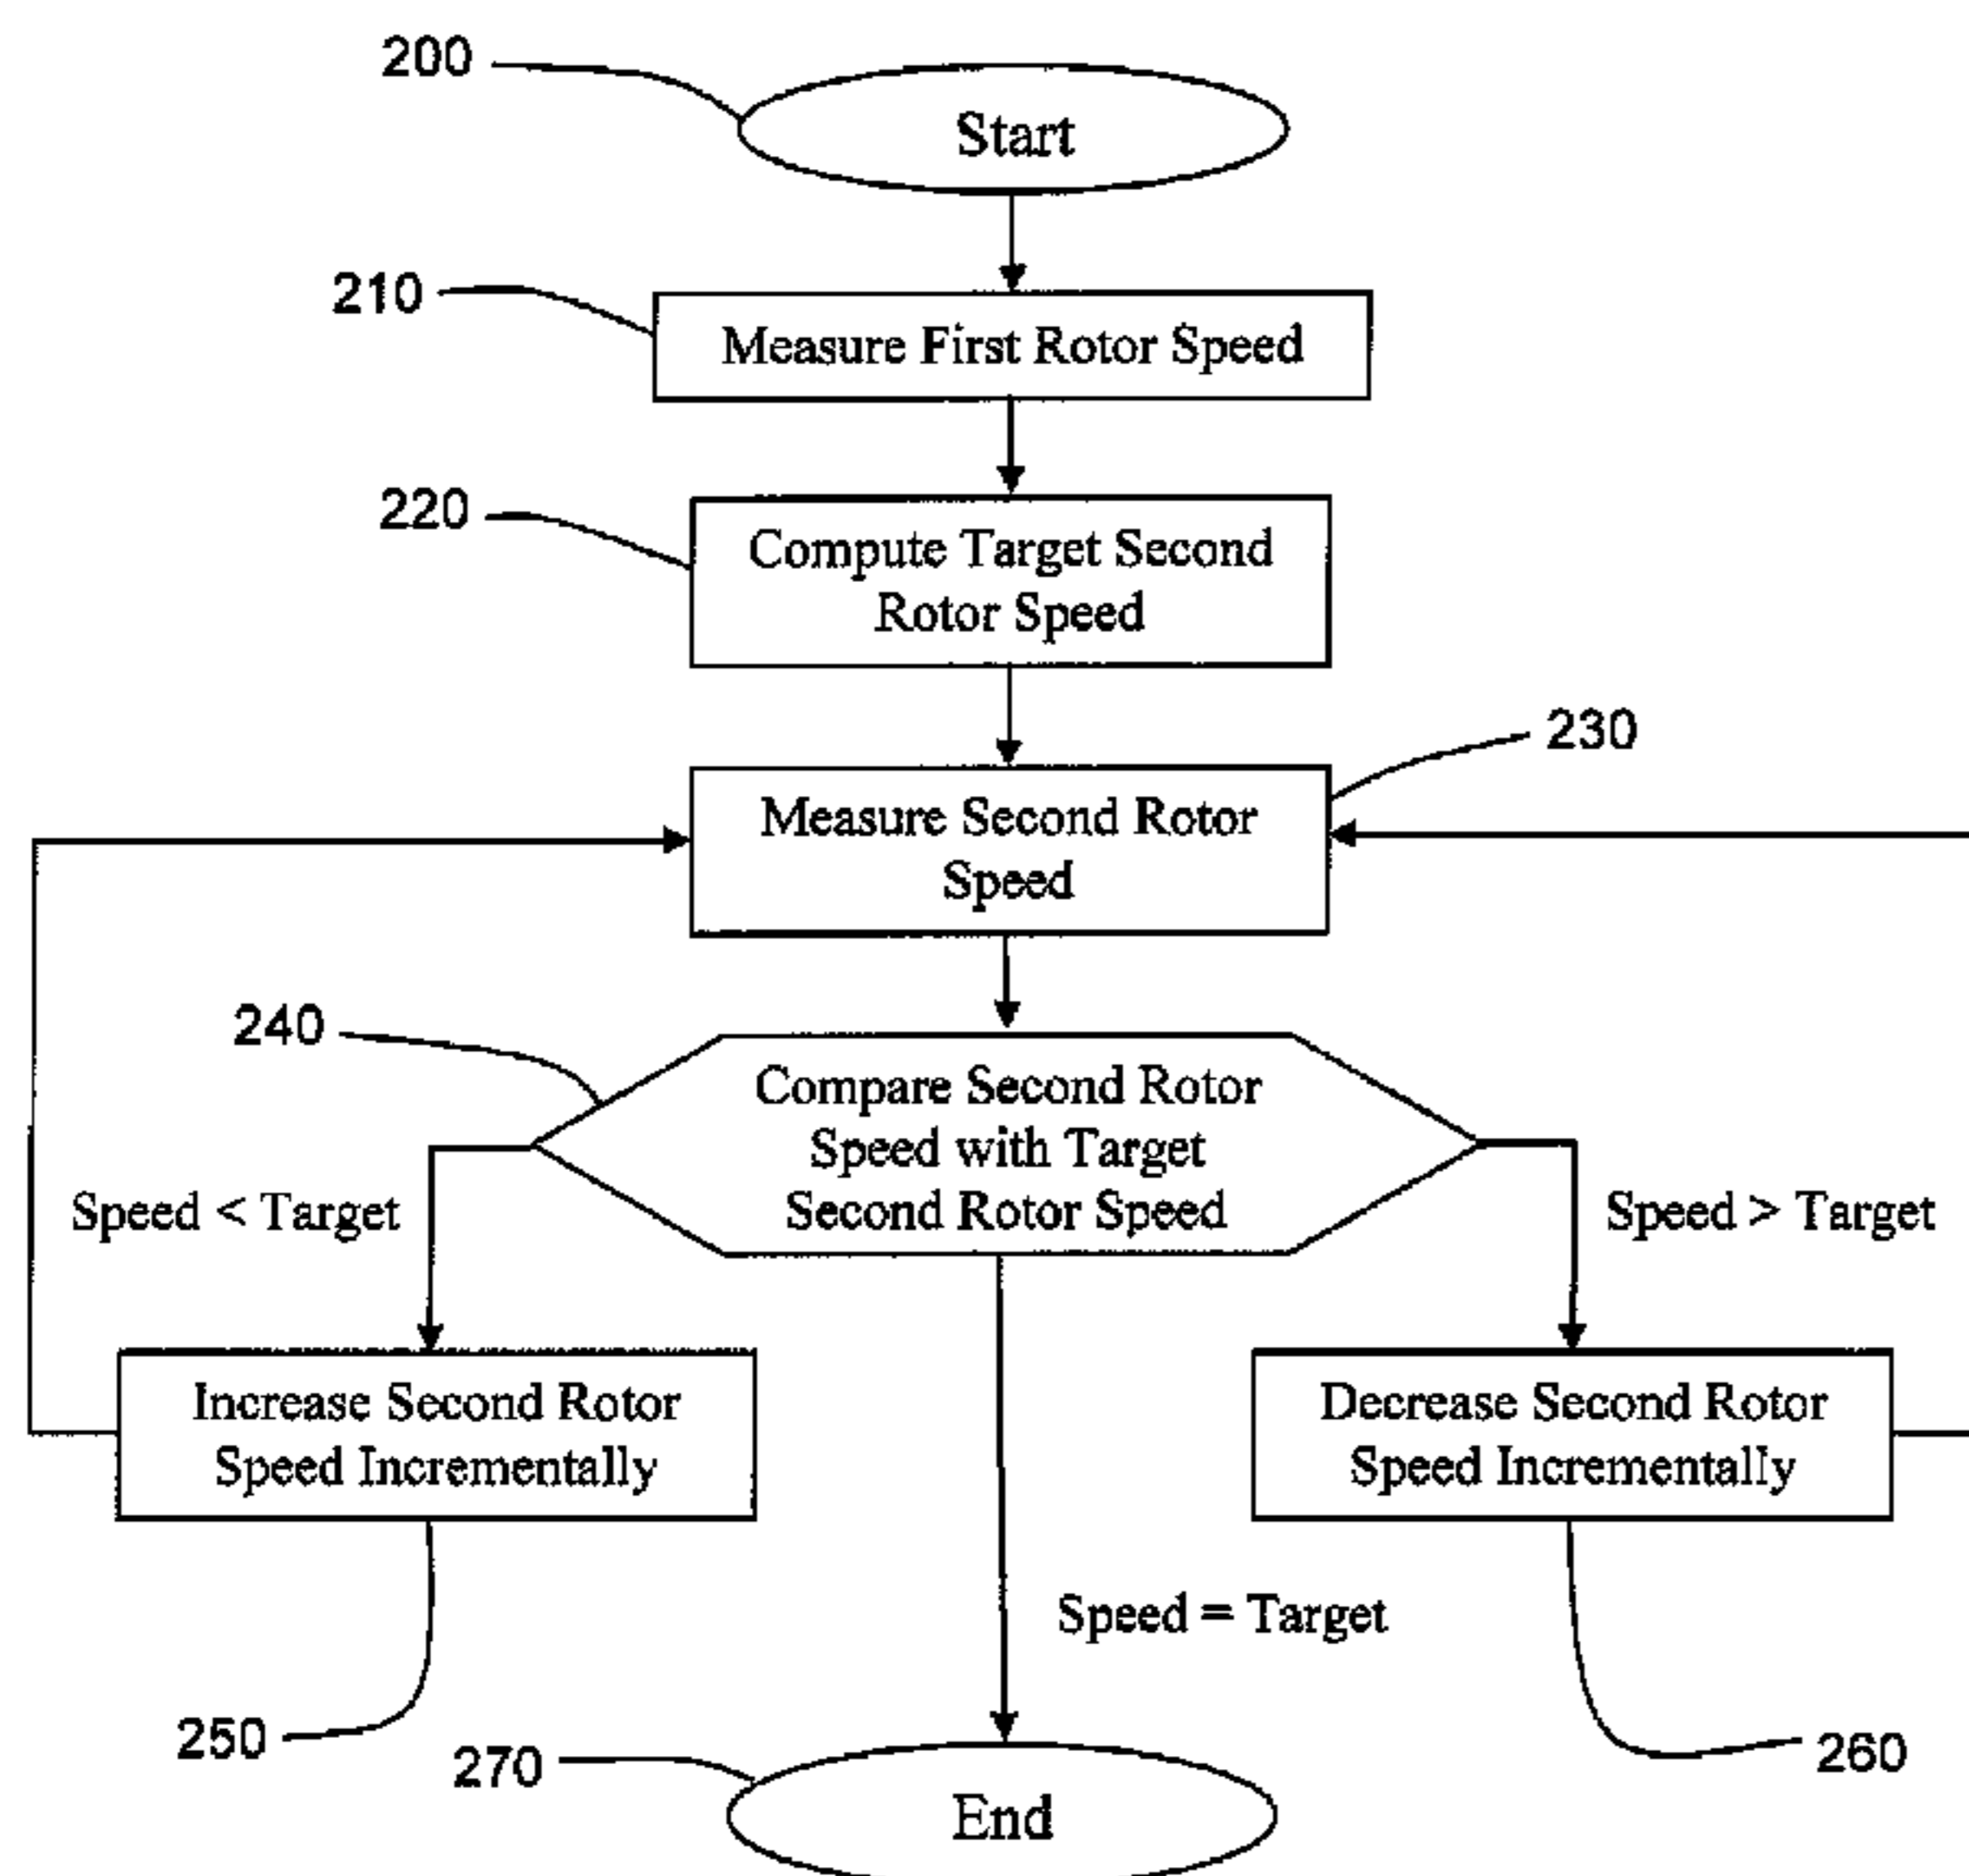 200
Start
210
Measure First Rotor Speed
220
Compute Target Second
Rotor Speed
230
Measure Second Rotor
Speed
240
Compare Second Rotor
Speed with Target
Second Rotor Speed
Speed < Target
Speed > Target
Increase Second Rotor
Speed Incrementally
Decrease Second Rotor
Speed Incrementally
Speed = Target
250
270
260
End